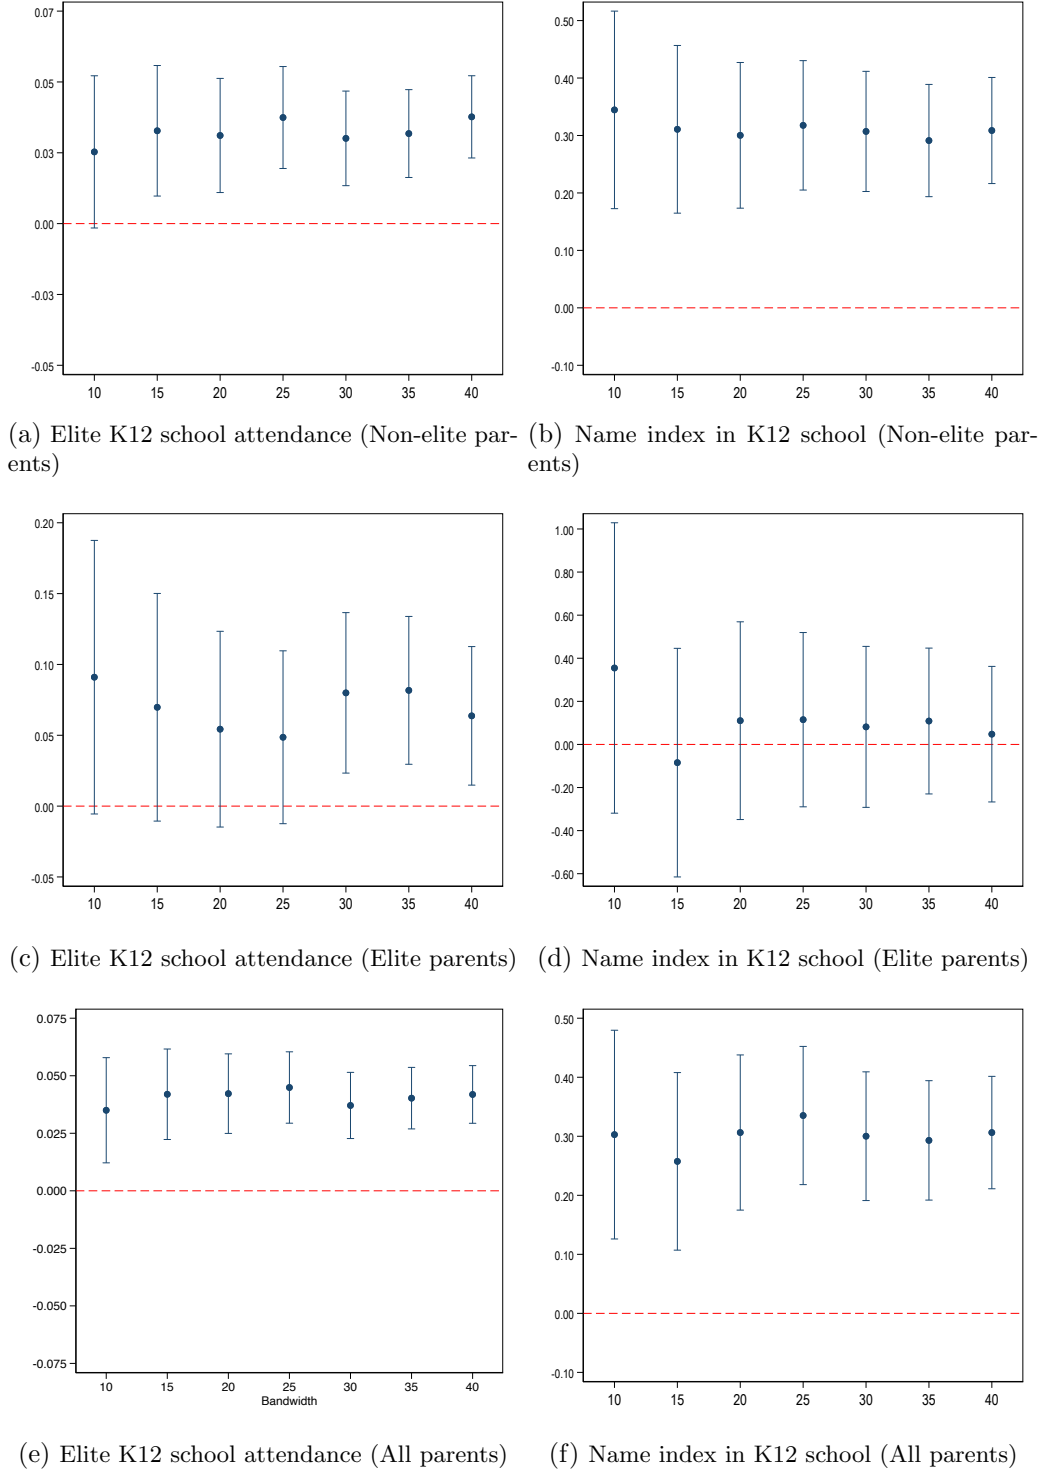 0.07
0.05
0.03
0.00
-0.03
-0.05
10 15 20 25 30 35 40
0.50
0.40
0.30
0.20
0.10
0.00
-0.10
10 15 20 25 30 35 40
(a) Elite K12 school attendance (Non-elite par-
ents)
(b) Name index in K12 school (Non-elite par-
ents)
0.20
0.15
0.10
0.05
0.00
-0.05
10 15 20 25 30 35 40
1.00
0.80
0.60
0.40
0.20
0.00
-0.20
-0.40
-0.60
10 15 20 25 30 35 40
(c) Elite K12 school attendance (Elite parents)
(d) Name index in K12 school (Elite parents)
0.075
0.050
0.025
0.000
-0.025
-0.050
-0.075
10 15 20 25 30 35 40
Bandwidth
0.50
0.40
0.30
0.20
0.10
0.00
-0.10
10 15 20 25 30 35 40
(e) Elite K12 school attendance (All parents)
(f) Name index in K12 school (All parents)